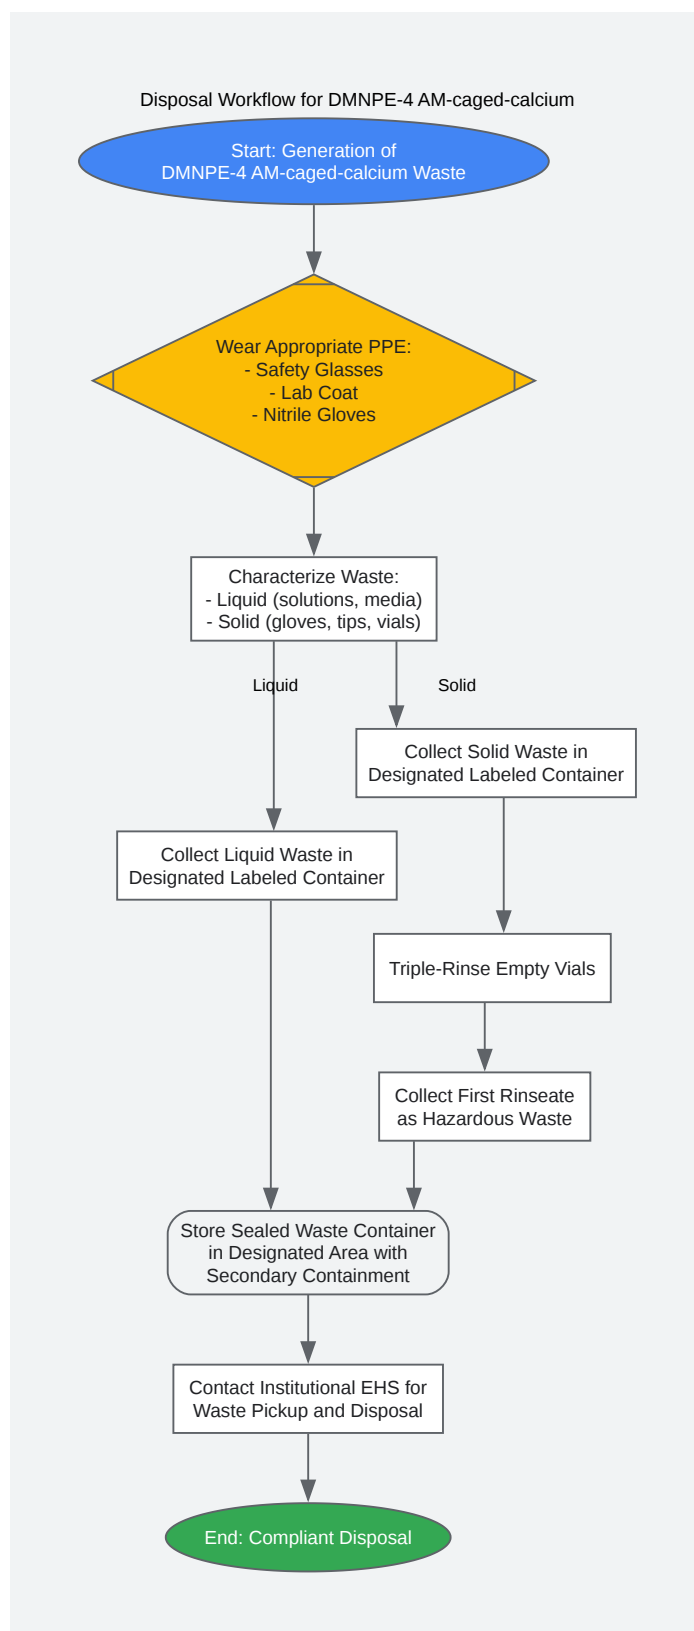 Disposal Workflow for DMNPE-4 AM-caged-calcium
Start: Generation of
DMNPE-4 AM-caged-calcium Waste
Wear Appropriate PPE:
- Safety Glasses
- Lab Coat
- Nitrile Gloves
Characterize Waste:
- Liquid (solutions, media)
- Solid (gloves, tips, vials)
Liquid
Solid
Collect Solid Waste in
Designated Labeled Container
Collect Liquid Waste in
Designated Labeled Container
Triple-Rinse Empty Vials
Collect First Rinseate
as Hazardous Waste
Store Sealed Waste Container
in Designated Area with
Secondary Containment
Contact Institutional EHS for
Waste Pickup and Disposal
End: Compliant Disposal